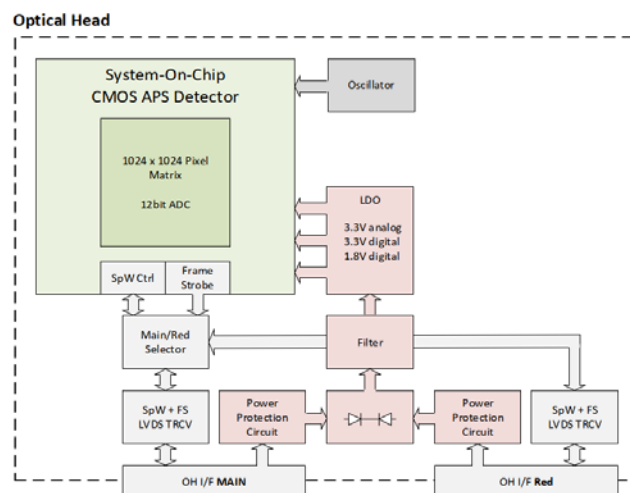 Optical Head
System-On-Chip
CMOS APS Detector
Oscillator
1024 x 1024 Pixel
Matrix
12bit ADC
LDO
3.3V analog
3.3V digital
1.8V digital
SpW Ctrl
Frame
Strobe
Main/Red
Selector
Filter
SpW + FS
LVDS TRCV
Power
Protection
Circuit
Power
Protection
Circuit
SpW + FS
LVDS TRCV
OH I/F MAIN
OH I/F Red